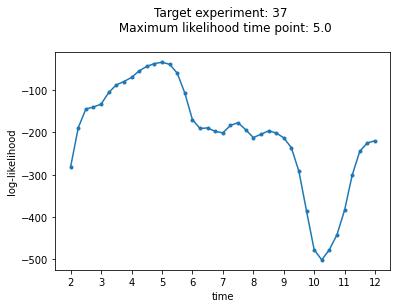 Target experiment: 37
Maximum likelihood time point: 5.0
log-likelihood
−100
−200
−300
−400
−500
2 3 4 5 6 7 8 9 10 11 12
time